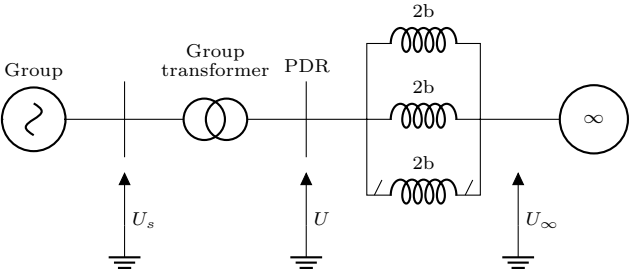 2b
Group
transformer
PDR
Group
2b
∞
2b
U_s
U
U_∞